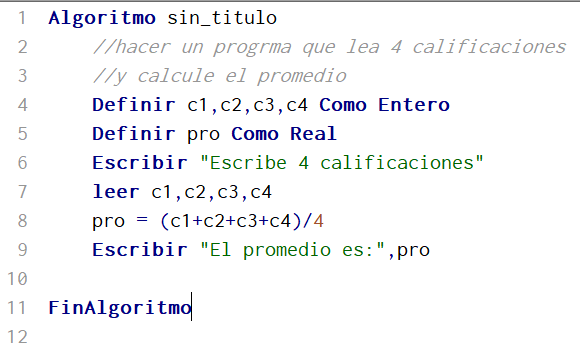 1 Algoritmo sin_titulo
2 //hacer un progrma que lea 4 calificaciones
3 //y calcule el promedio
4 Definir c1,c2,c3,c4 Como Entero
5 Definir pro Como Real
6 Escribir "Escribe 4 calificaciones"
7 leer c1,c2,c3,c4
8 pro = (c1+c2+c3+c4)/4
9 Escribir "El promedio es:",pro
10
11 FinAlgoritmo
12